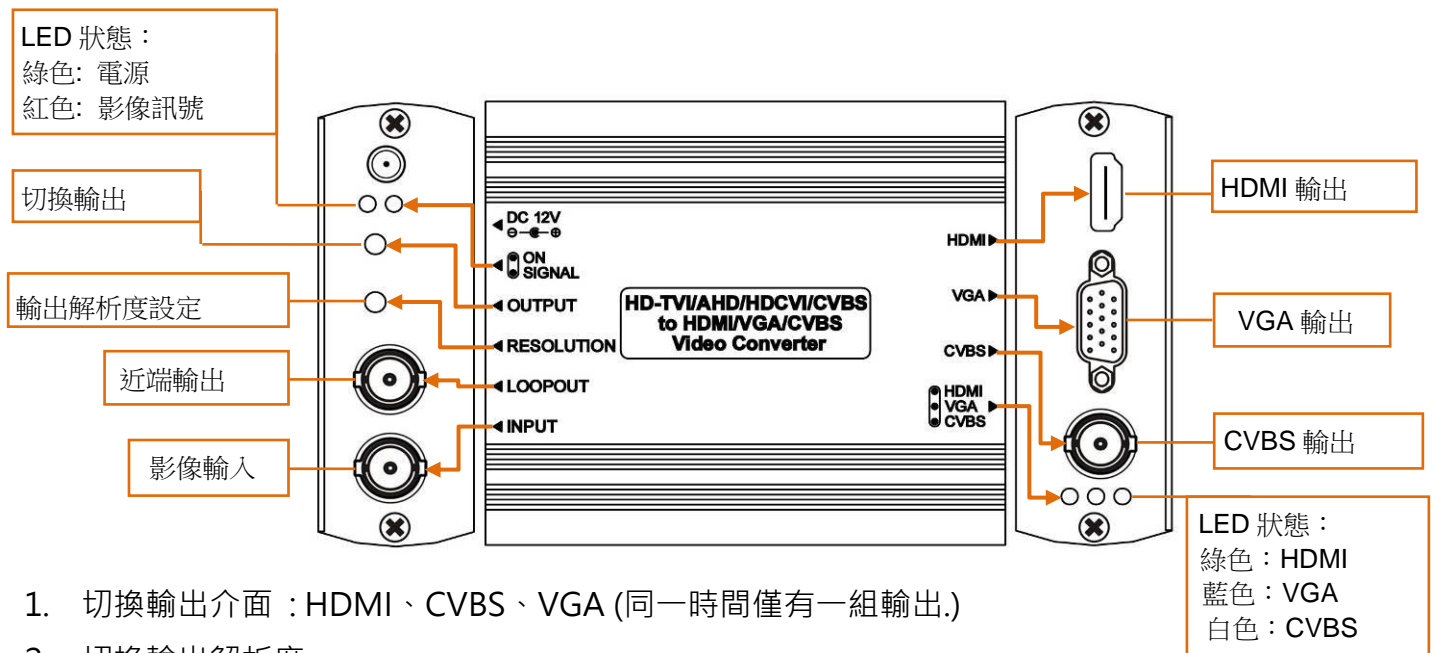 LED 狀態：
綠色: 電源
紅色: 影像訊號
切換輸出
輸出解析度設定
近端輸出
影像輸入
DC 12V
ON
SIGNAL
OUTPUT
RESOLUTION
LOOPOUT
INPUT
HD-TVI/AHD/HDCVI/CVBS
to HDMI/VGA/CVBS
Video Converter
HDMI
VGA
CVBS
HDMI
VGA
CVBS
HDMI 輸出
VGA 輸出
CVBS 輸出
LED 狀態：
綠色：HDMI
藍色：VGA
白色：CVBS
1. 切換輸出介面 : HDMI、CVBS、VGA (同一時間僅有一組輸出.)